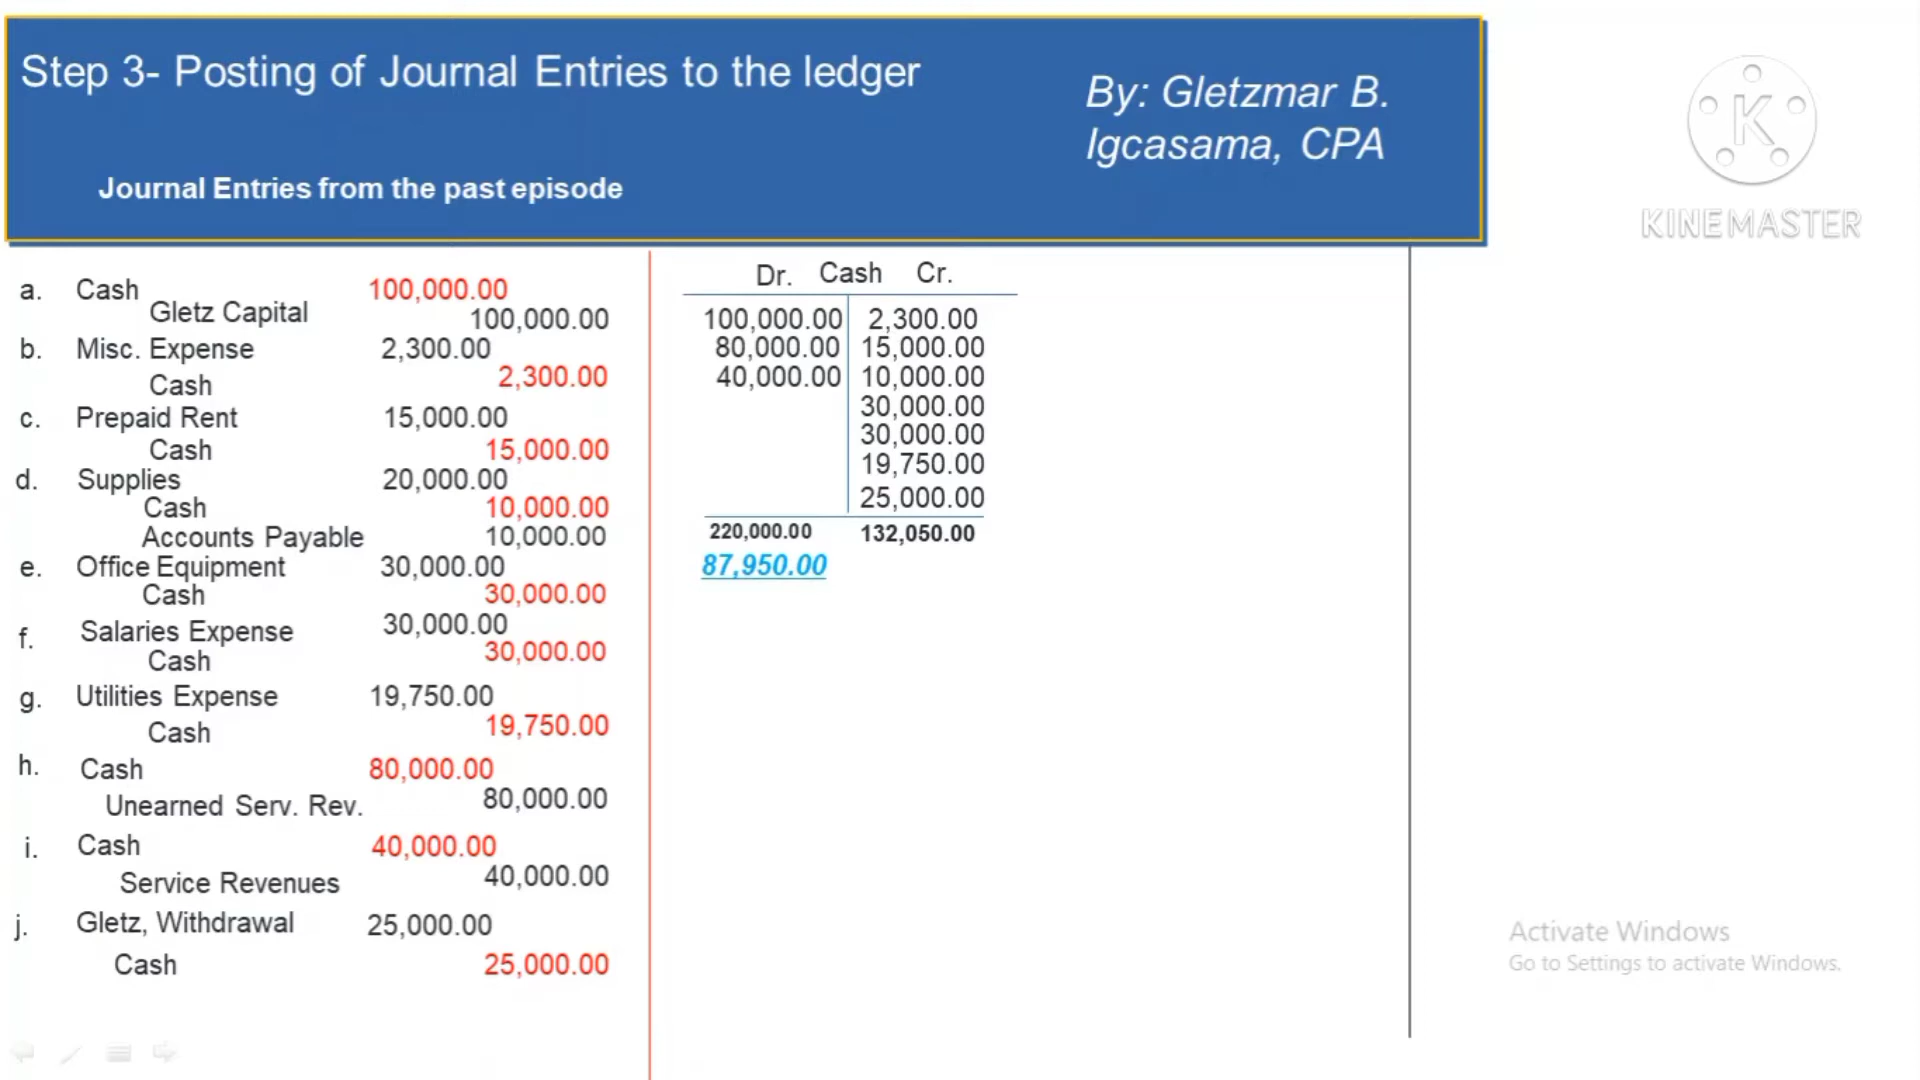 Step 3- Posting of Journal Entries to the ledger
By: Gletzmar B.
Igcasama, CPA
Journal Entries from the past episode
K
KINEMASTER
a. Cash 100,000.00
Gletz Capital 100,000.00
b. Misc. Expense 2,300.00
Cash 2,300.00
c. Prepaid Rent 15,000.00
Cash 15,000.00
d. Supplies 20,000.00
Cash 10,000.00
Accounts Payable 10,000.00
e. Office Equipment 30,000.00
Cash 30,000.00
f. Salaries Expense 30,000.00
Cash 30,000.00
g. Utilities Expense 19,750.00
Cash 19,750.00
h. Cash 80,000.00
Unearned Serv. Rev. 80,000.00
i. Cash 40,000.00
Service Revenues 40,000.00
j. Gletz, Withdrawal 25,000.00
Cash 25,000.00
Dr. Cash Cr.
100,000.00 2,300.00
80,000.00 15,000.00
40,000.00 10,000.00
30,000.00
30,000.00
19,750.00
25,000.00
220,000.00 132,050.00
87,950.00
Activate Windows
Go to Settings to activate Windows.